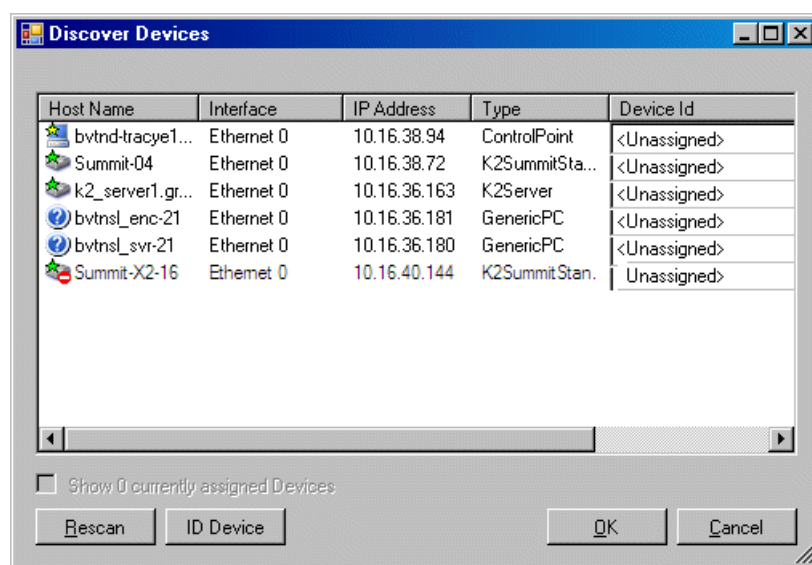 Discover Devices
Host Name Interface IP Address Type Device Id
bvtnd-tracye1... Ethernet 0 10.16.38.94 ControlPoint <Unassigned>
Summit-04 Ethernet 0 10.16.38.72 K2SummitSta... <Unassigned>
k2_server1.gr... Ethernet 0 10.16.36.163 K2Server <Unassigned>
bvtnsl_enc-21 Ethernet 0 10.16.36.181 GenericPC <Unassigned>
bvtnsl_svr-21 Ethernet 0 10.16.36.180 GenericPC <Unassigned>
Summit-X2-16 Ethernet 0 10.16.40.144 K2SummitStan. Unassigned>
Show 0 currently assigned Devices
Rescan ID Device OK Cancel